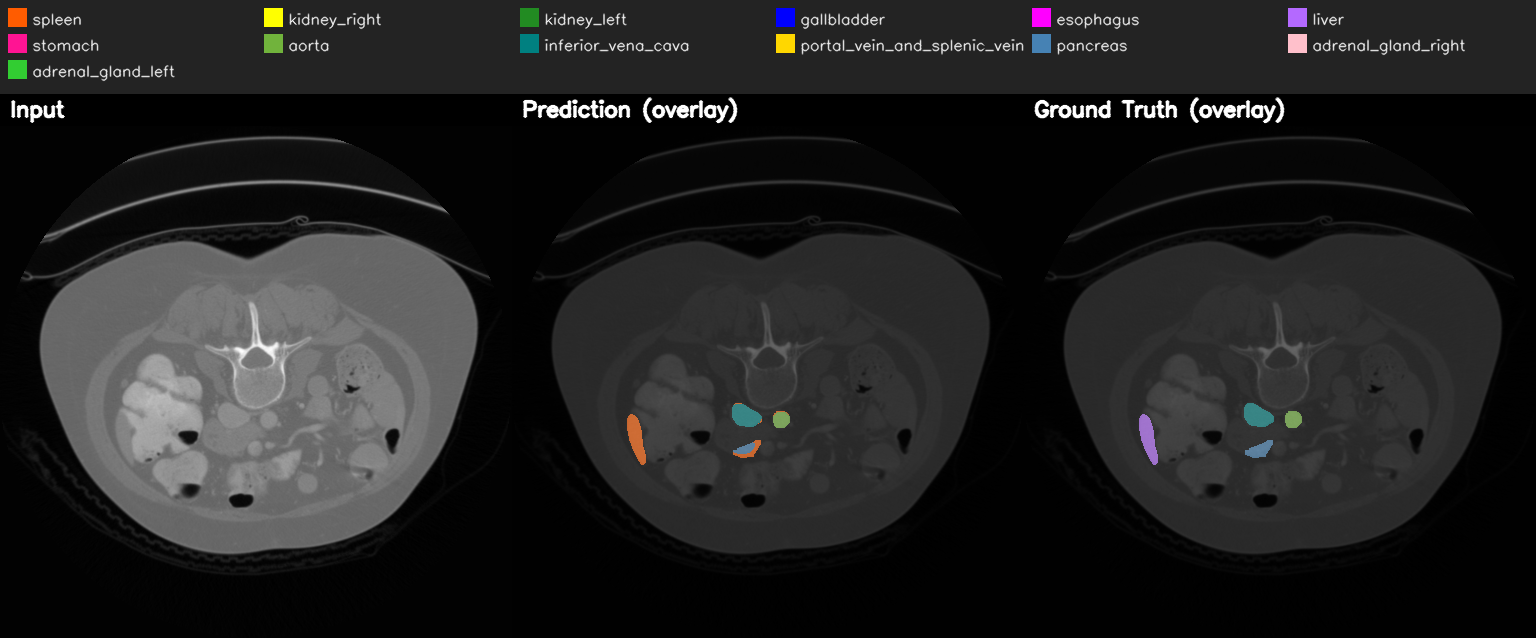 spleen kidney_right kidney_left gallbladder esophagus liver
stomach aorta inferior_vena_cava portal_vein_and_splenic_vein pancreas adrenal_gland_right
adrenal_gland_left
Input Prediction (overlay) Ground Truth (overlay)